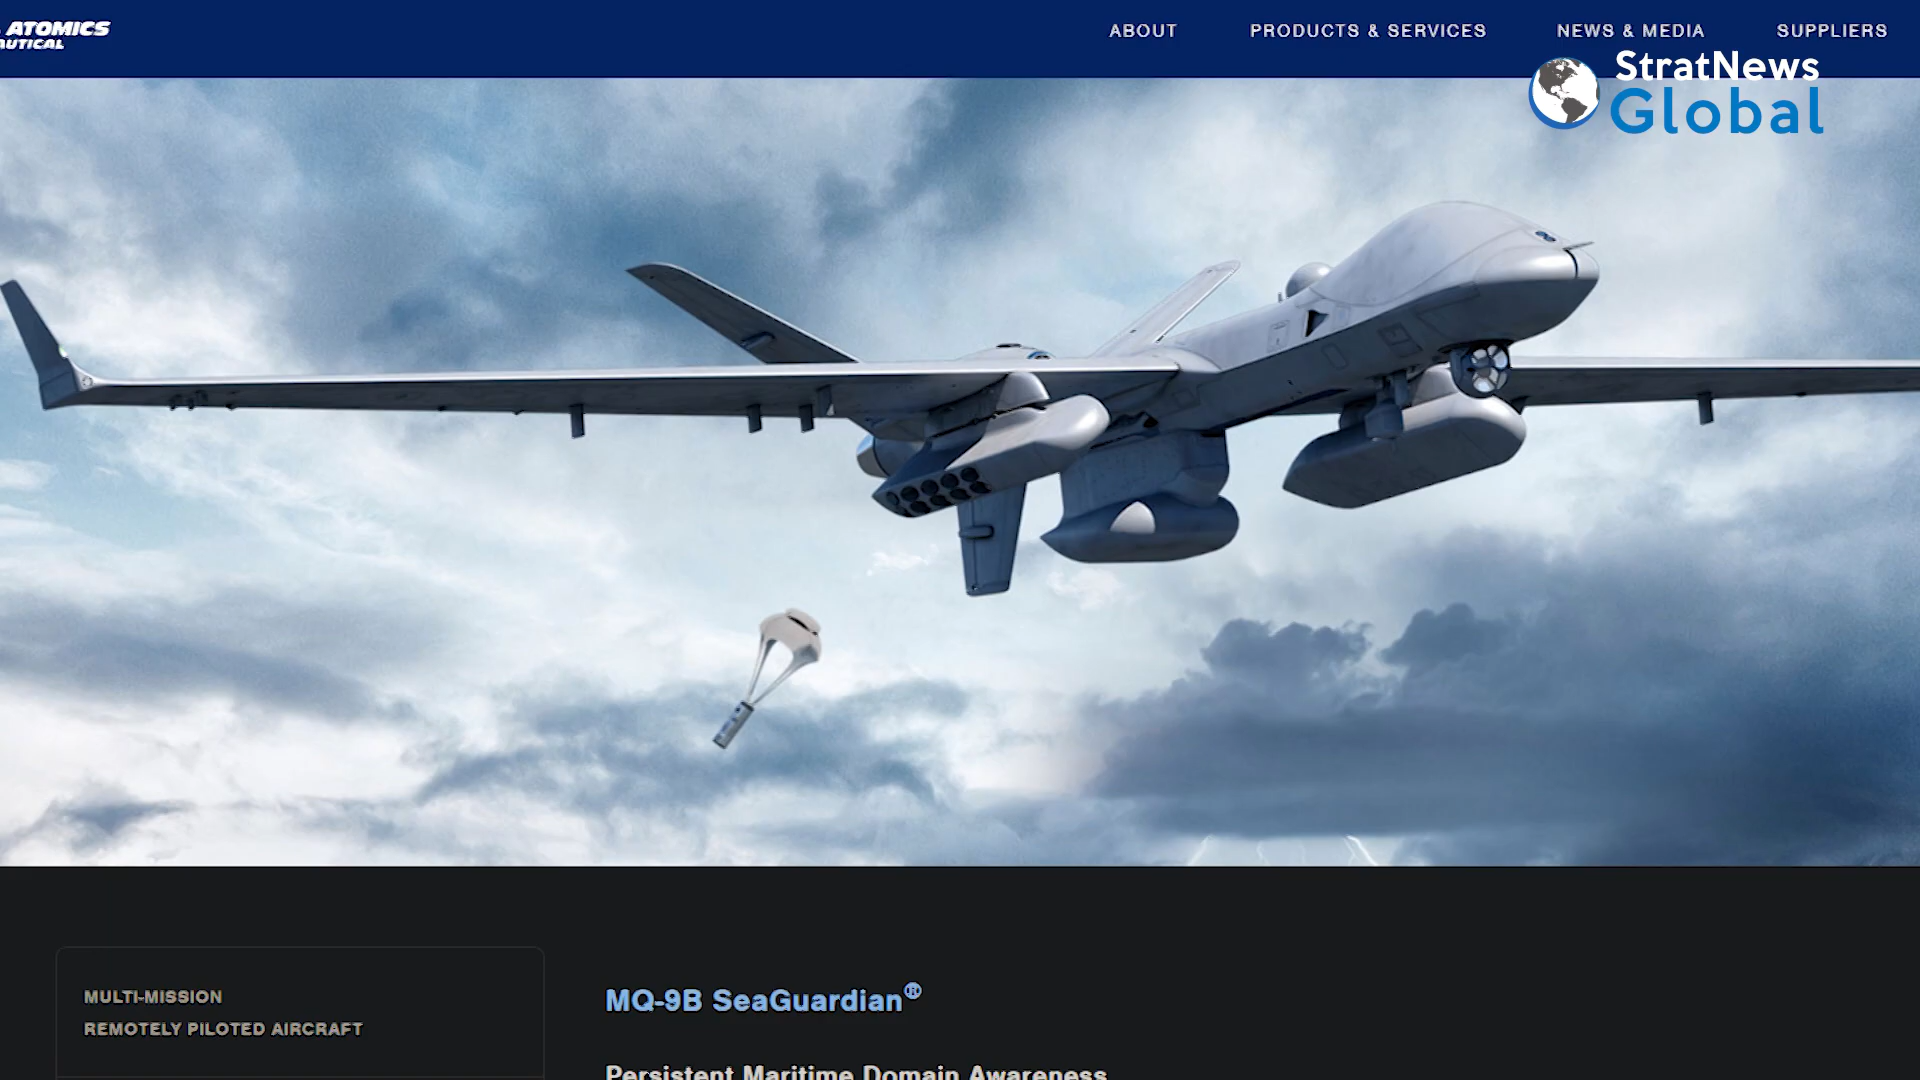 ATOMICS
AUTICAL
ABOUT
PRODUCTS & SERVICES
NEWS & MEDIA
SUPPLIERS
StratNews
Global
MULTI-MISSION
REMOTELY PILOTED AIRCRAFT
MQ-9B SeaGuardian®
Persistent Maritime Domain Awareness